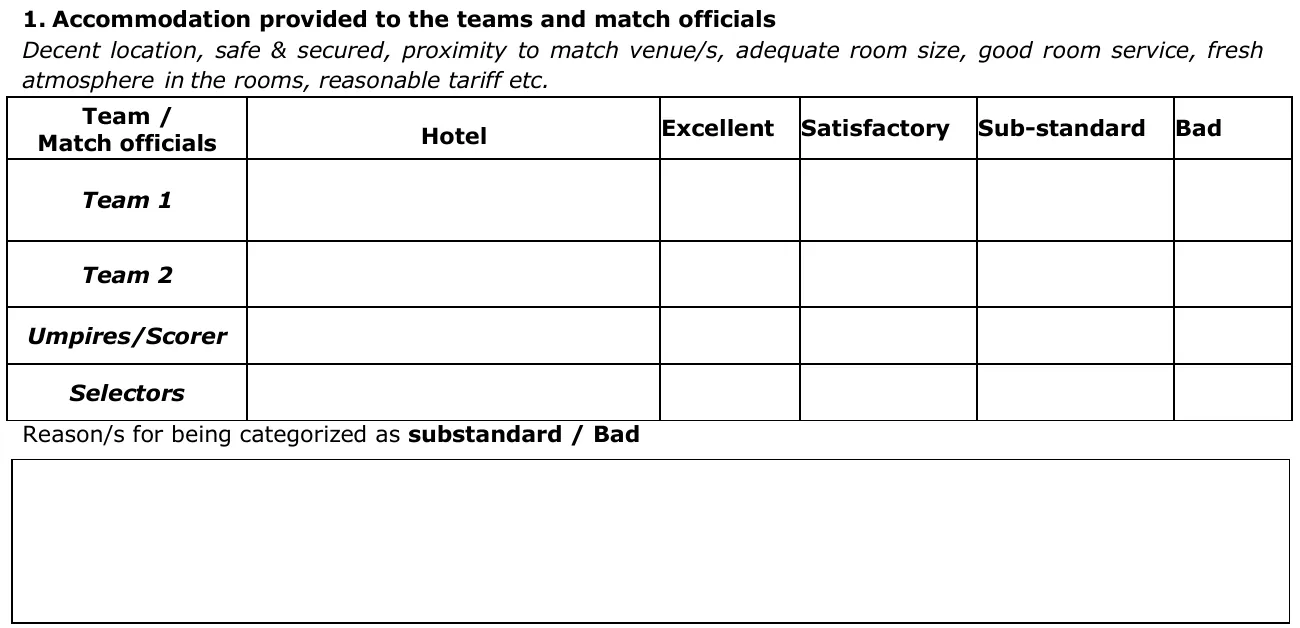 1. Accommodation provided to the teams and match officials
Decent location, safe & secured, proximity to match venue/s, adequate room size, good room service, fresh
atmosphere in the rooms, reasonable tariff etc.
Team /
Match officials
Hotel
Excellent
Satisfactory
Sub-standard
Bad
Team 1
Team 2
Umpires/Scorer
Selectors
Reason/s for being categorized as substandard / Bad